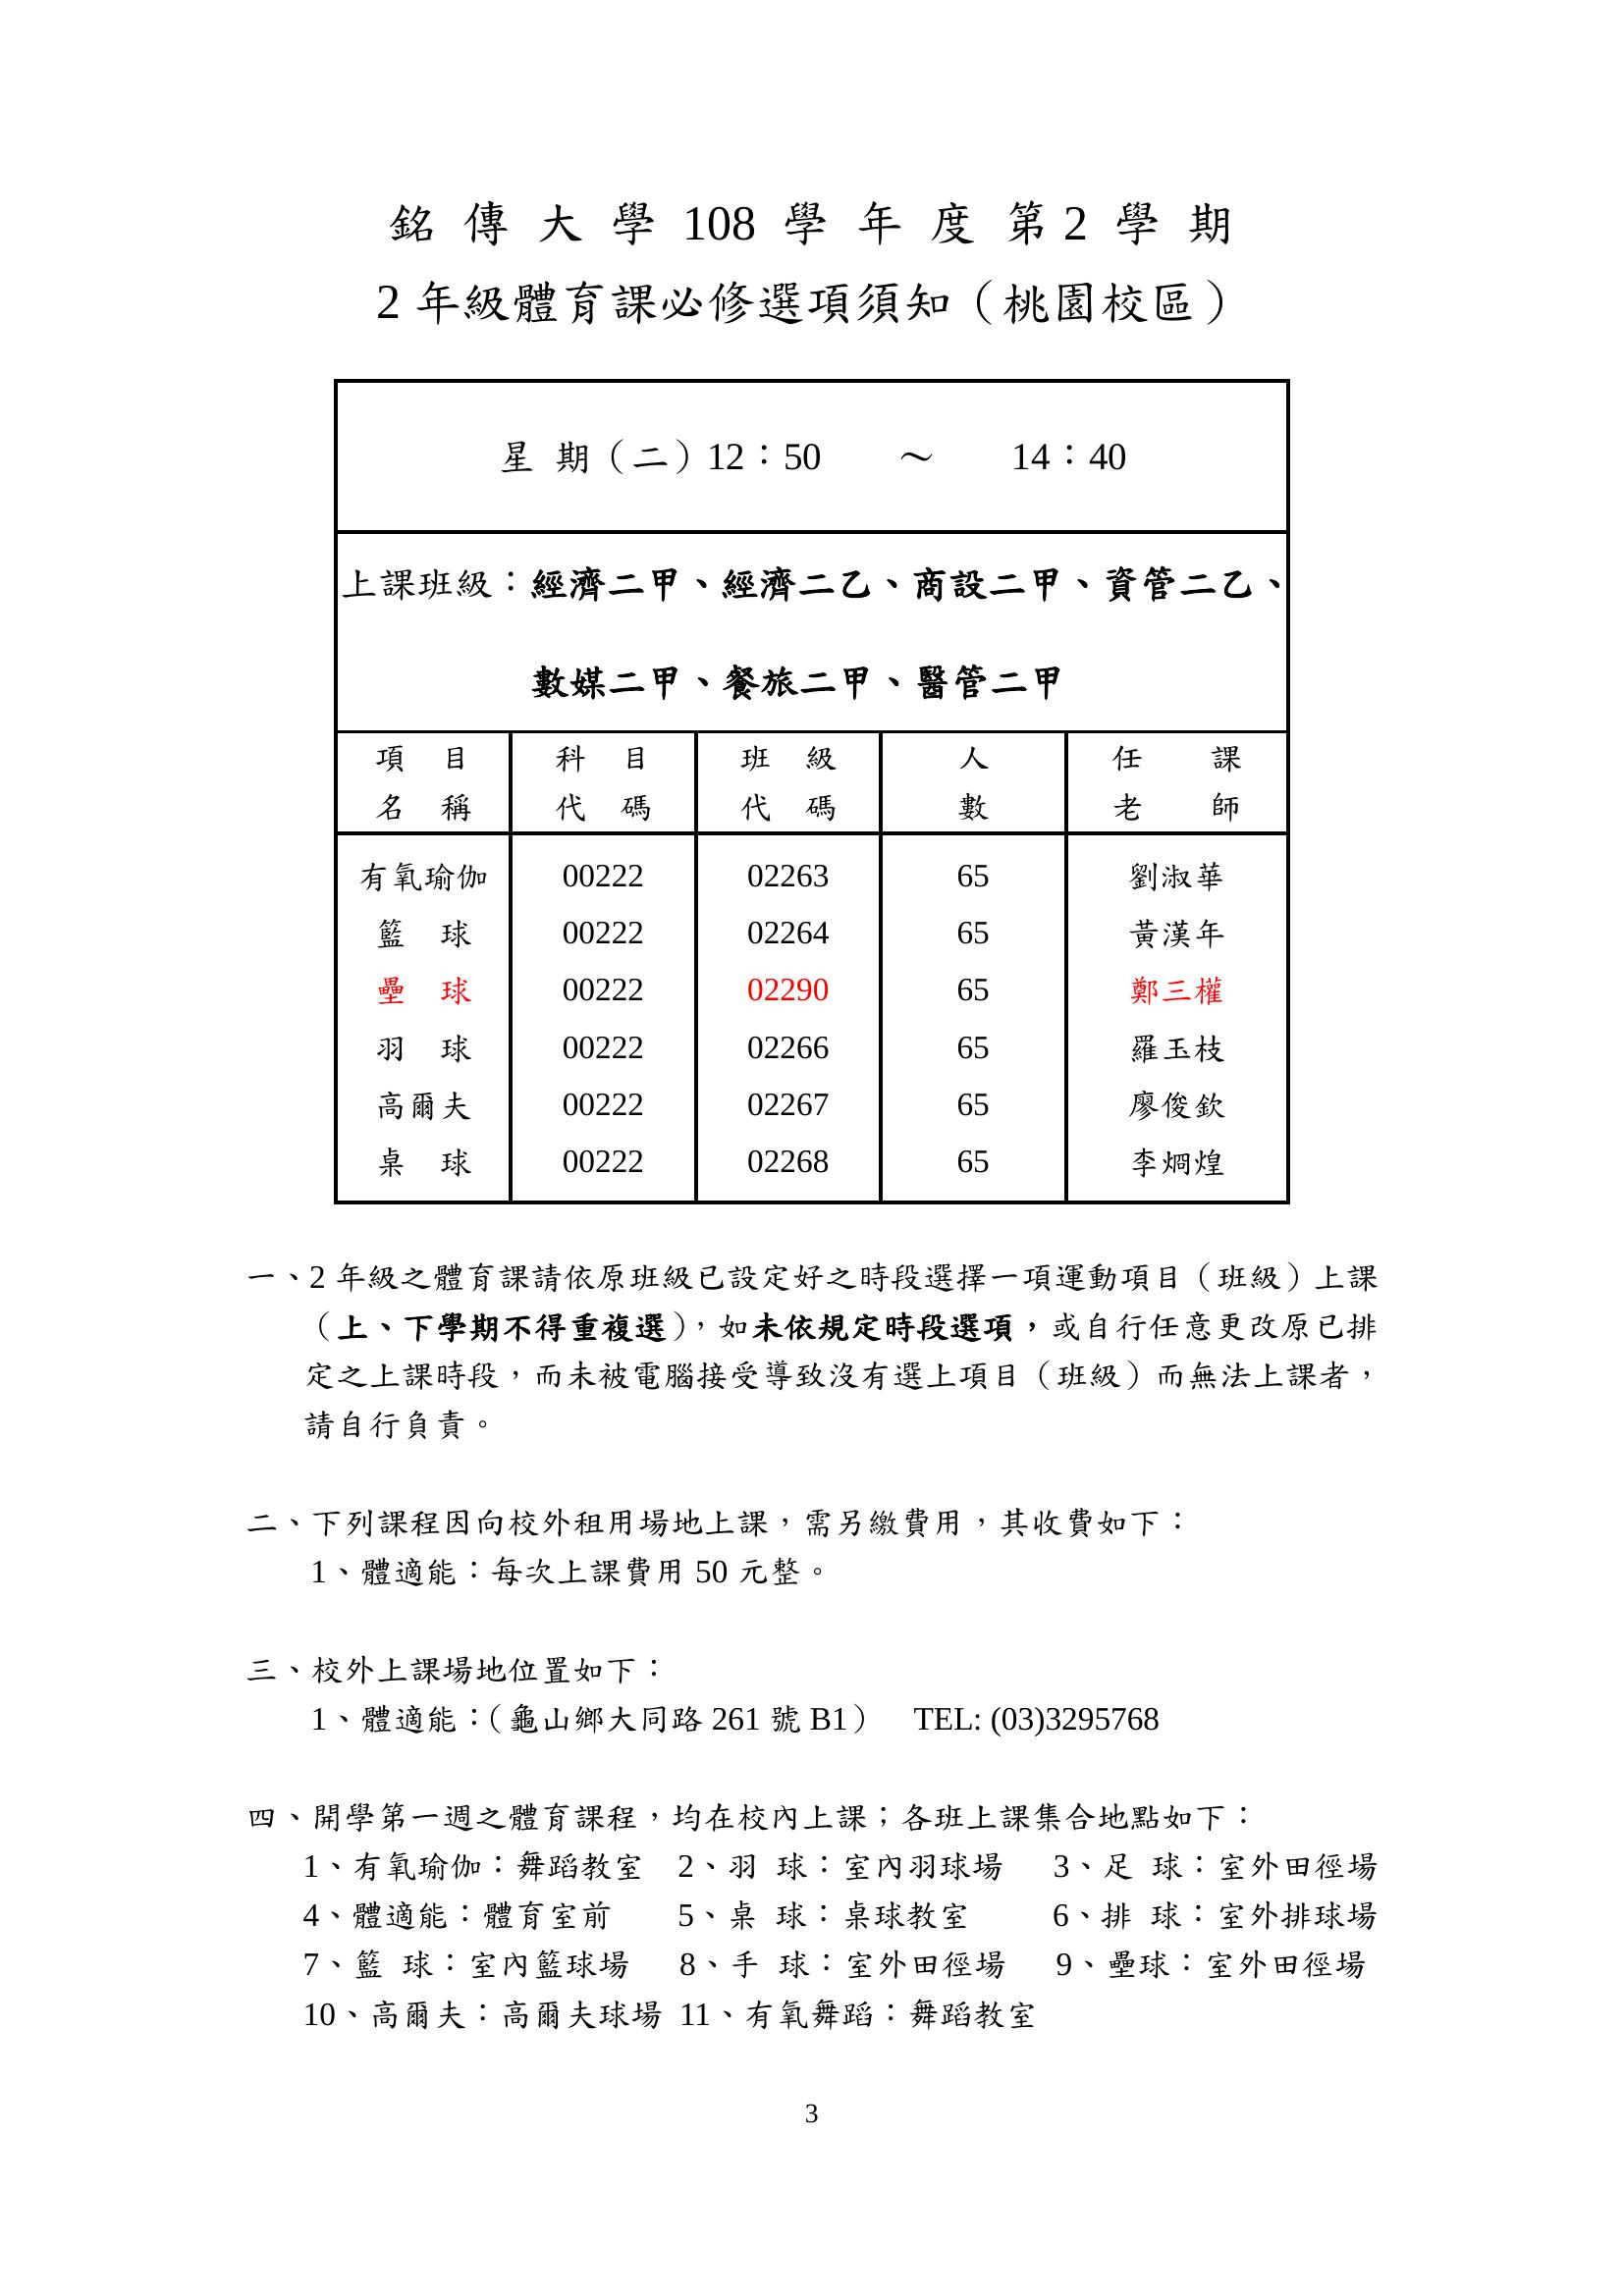 銘 傳 大 學 108 學 年 度 第 2 學 期
2 年級體育課必修選項須知（桃園校區）
星 期（二）12：50 ～ 14：40
上課班級：經濟二甲、經濟二乙、商設二甲、資管二乙、
數媒二甲、餐旅二甲、醫管二甲
項 目 科 目 班 級 人 任 課
名 稱 代 碼 代 碼 數 老 師
有氧瑜伽 00222 02263 65 劉淑華
籃 球 00222 02264 65 黃漢年
壘 球 00222 02290 65 鄭三權
羽 球 00222 02266 65 羅玉枝
高爾夫 00222 02267 65 廖俊欽
桌 球 00222 02268 65 李烱煌
一、2 年級之體育課請依原班級已設定好之時段選擇一項運動項目（班級）上課
（上、下學期不得重複選），如未依規定時段選項，或自行任意更改原已排
定之上課時段，而未被電腦接受導致沒有選上項目（班級）而無法上課者，
請自行負責。
二、下列課程因向校外租用場地上課，需另繳費用，其收費如下：
1、體適能：每次上課費用 50 元整。
三、校外上課場地位置如下：
1、體適能：（龜山鄉大同路 261 號 B1） TEL: (03)3295768
四、開學第一週之體育課程，均在校內上課；各班上課集合地點如下：
1、有氧瑜伽：舞蹈教室 2、羽 球：室內羽球場 3、足 球：室外田徑場
4、體適能：體育室前 5、桌 球：桌球教室 6、排 球：室外排球場
7、籃 球：室內籃球場 8、手 球：室外田徑場 9、壘球：室外田徑場
10、高爾夫：高爾夫球場 11、有氧舞蹈：舞蹈教室
3